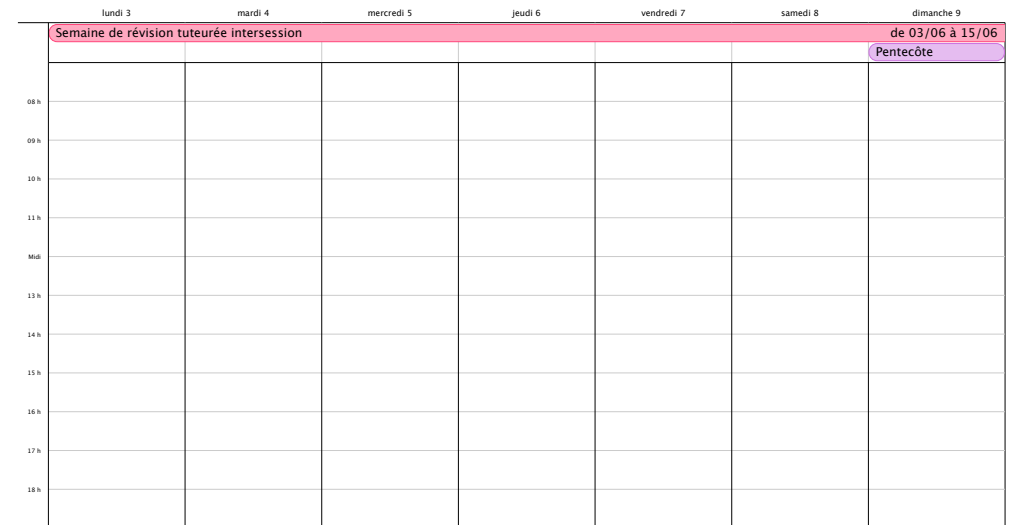 lundi 3 mardi 4 mercredi 5 jeudi 6 vendredi 7 samedi 8 dimanche 9
Semaine de révision tuteurée intersession de 03/06 à 15/06
Pentecôte
08 h
09 h
10 h
11 h
Midi
13 h
14 h
15 h
16 h
17 h
18 h